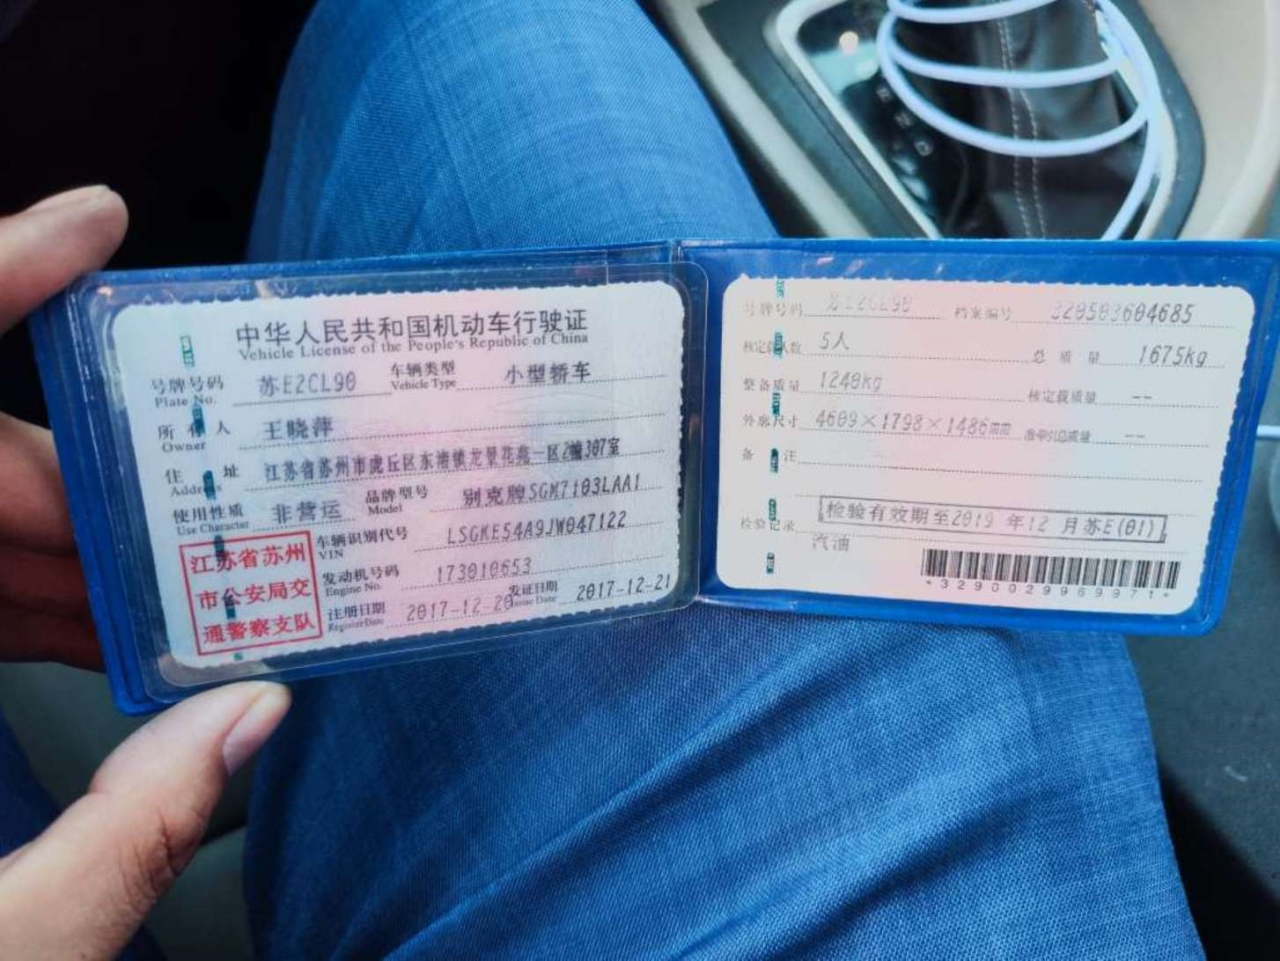 中华人民共和国机动车行驶证
Vehicle License of the People's Republic of China
号牌号码 苏E2CL90 车辆类型 小型轿车
Plate No. Vehicle Type
所有人 王晓萍
Owner
住址 江苏省苏州市虎丘区东渚镇龙景花苑一区2幢307室
Address
使用性质 非营运 品牌型号 别克牌SGM7103LAA1
Use Character Model
车辆识别代号 LSGKE54A9JW047122
VIN
发动机号码 173010653
Engine No.
注册日期 2017-12-20 发证日期 2017-12-21
Register Date Issue Date
江苏省苏州
市公安局交
通警察支队
号牌号码 苏E2CL90 档案编号 320503604685
核定载人数 5人 总质量 1675kg
整备质量 1240kg 核定载质量 --
外廓尺寸 4609×1798×1486mm 准牵引总质量 --
备注
检验记录 检验有效期至2019年12月苏E(01)
汽油
*3290029969971*